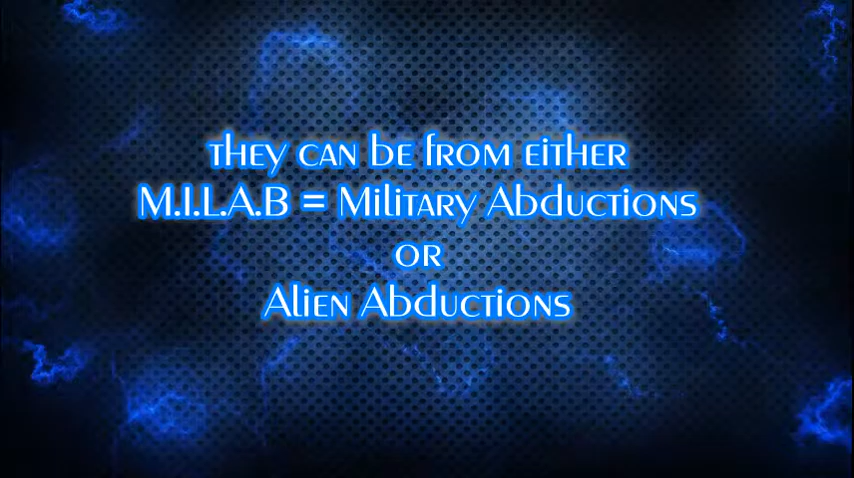 they can be from either
M.I.L.A.B = Military Abductions
or
Alien Abductions